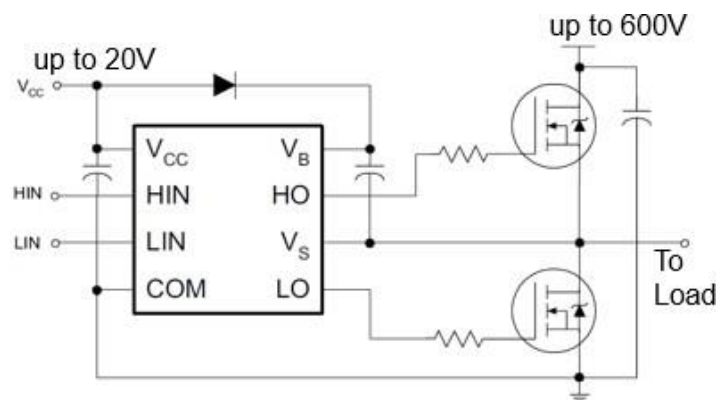 up to 600V
up to 20V
VCC
VCC VB
HIN HIN HO
LIN LIN VS
To
Load
COM LO